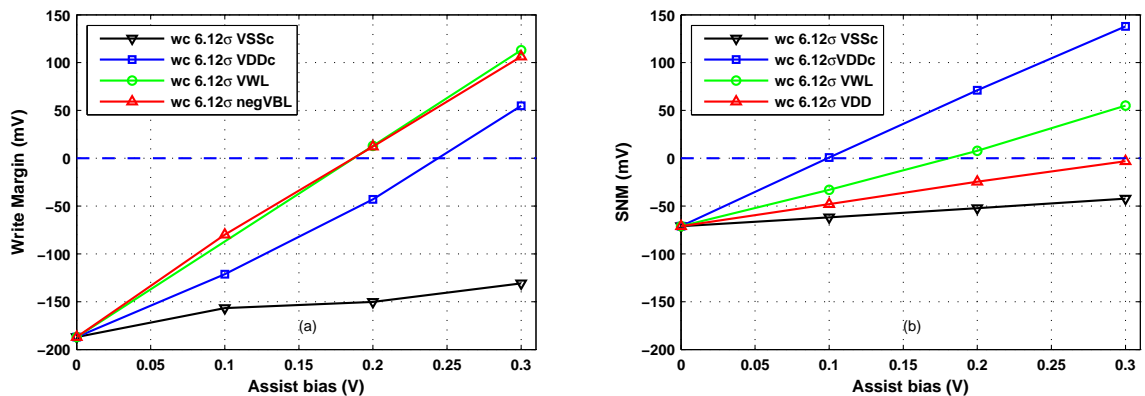 150
100
50
0
−50
−100
−150
−200
Write Margin (mV)
wc 6.12σ VSSc
wc 6.12σ VDDc
wc 6.12σ VWL
wc 6.12σ negVBL
(a)
0 0.05 0.1 0.15 0.2 0.25 0.3
Assist bias (V)
150
100
50
0
−50
−100
−150
−200
SNM (mV)
wc 6.12σ VSSc
wc 6.12σVDDc
wc 6.12σ VWL
wc 6.12σ VDD
(b)
0 0.05 0.1 0.15 0.2 0.25 0.3
Assist bias (V)